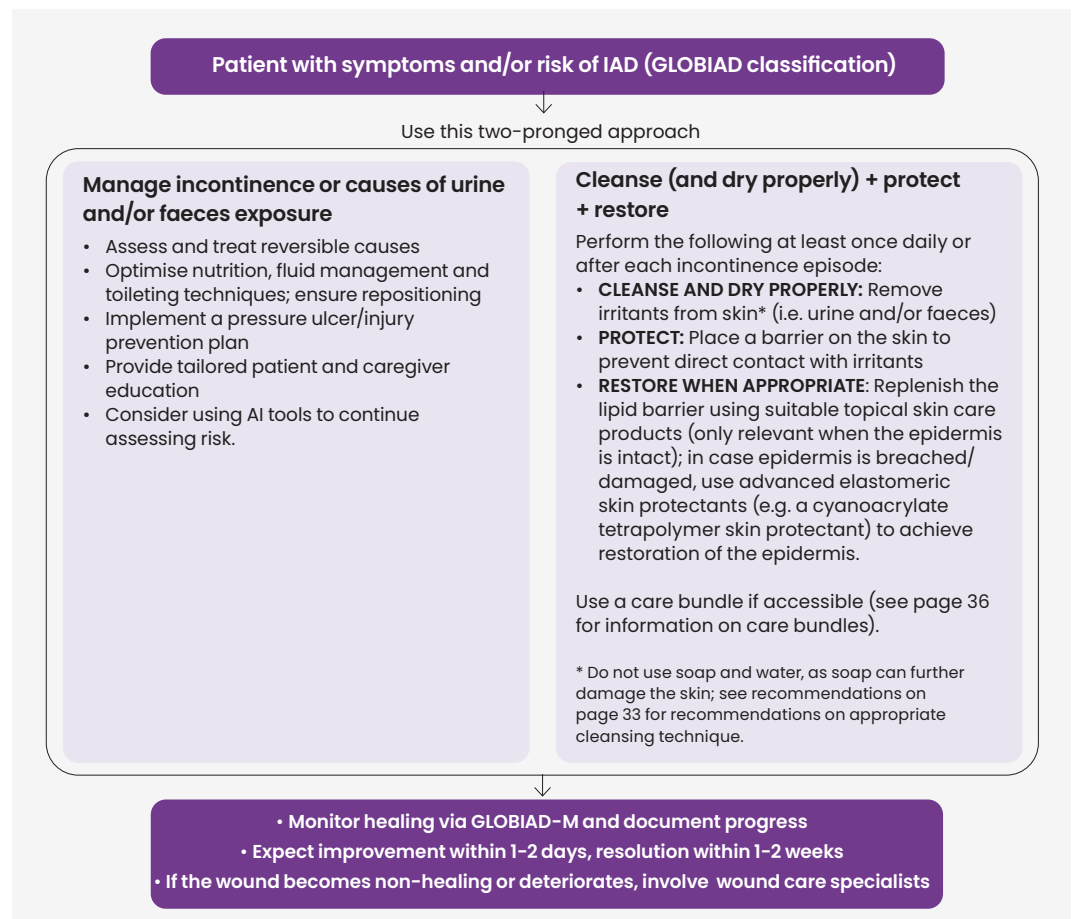 Patient with symptoms and/or risk of IAD (GLOBIAD classification)
Use this two-pronged approach
Manage incontinence or causes of urine
and/or faeces exposure
• Assess and treat reversible causes
• Optimise nutrition, fluid management and
toileting techniques; ensure repositioning
• Implement a pressure ulcer/injury
prevention plan
• Provide tailored patient and caregiver
education
• Consider using AI tools to continue
assessing risk.
Cleanse (and dry properly) + protect
+ restore
Perform the following at least once daily or
after each incontinence episode:
• CLEANSE AND DRY PROPERLY: Remove
irritants from skin* (i.e. urine and/or faeces)
• PROTECT: Place a barrier on the skin to
prevent direct contact with irritants
• RESTORE WHEN APPROPRIATE: Replenish the
lipid barrier using suitable topical skin care
products (only relevant when the epidermis
is intact); in case epidermis is breached/
damaged, use advanced elastomeric
skin protectants (e.g. a cyanoacrylate
tetrapolymer skin protectant) to achieve
restoration of the epidermis.
Use a care bundle if accessible (see page 36
for information on care bundles).
* Do not use soap and water, as soap can further
damage the skin; see recommendations on
page 33 for recommendations on appropriate
cleansing technique.
• Monitor healing via GLOBIAD-M and document progress
• Expect improvement within 1-2 days, resolution within 1-2 weeks
• If the wound becomes non-healing or deteriorates, involve wound care specialists